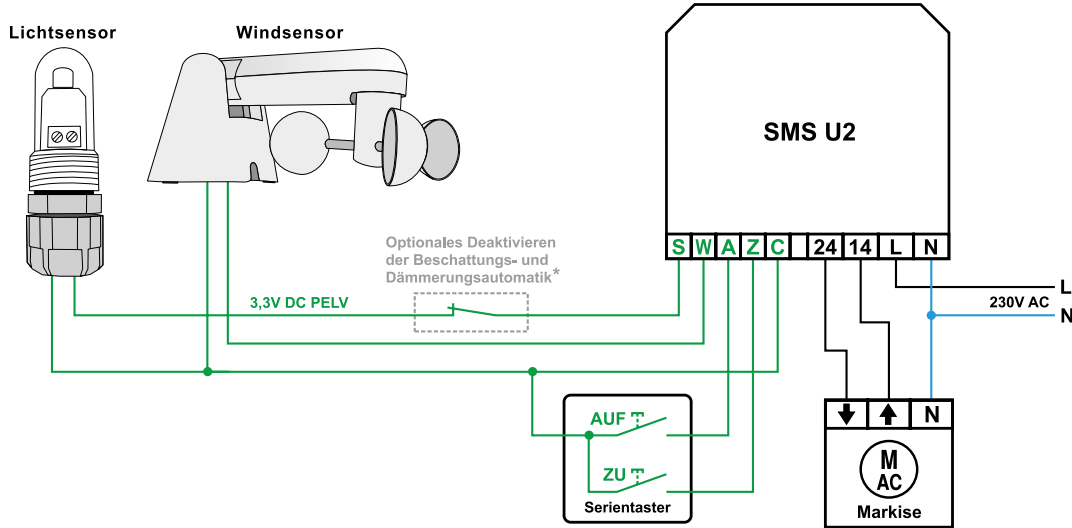 Lichtsensor
Windsensor
SMS U2
S W A Z C 24 14 L N
Optionales Deaktivieren
der Beschattungs- und
Dämmerungsautomatik*
3,3V DC PELV
L
230V AC
N
AUF
ZU
Serientaster
N
M
AC
Markise